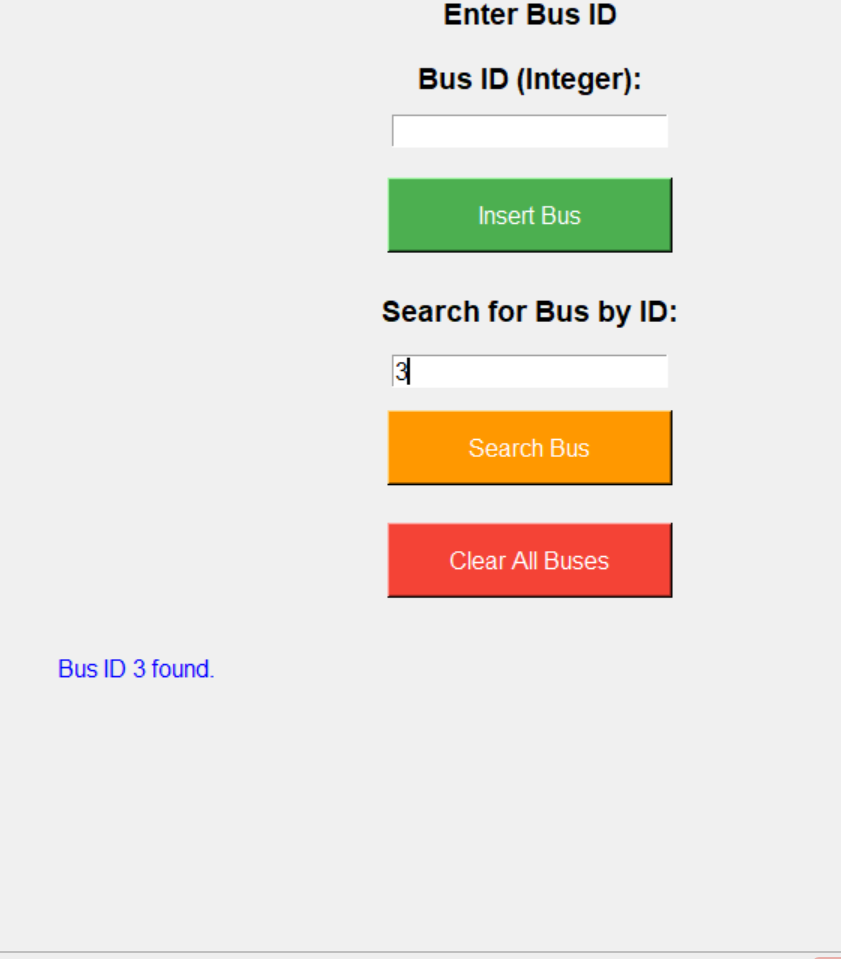 Enter Bus ID
Bus ID (Integer):
Insert Bus
Search for Bus by ID:
3
Search Bus
Clear All Buses
Bus ID 3 found.